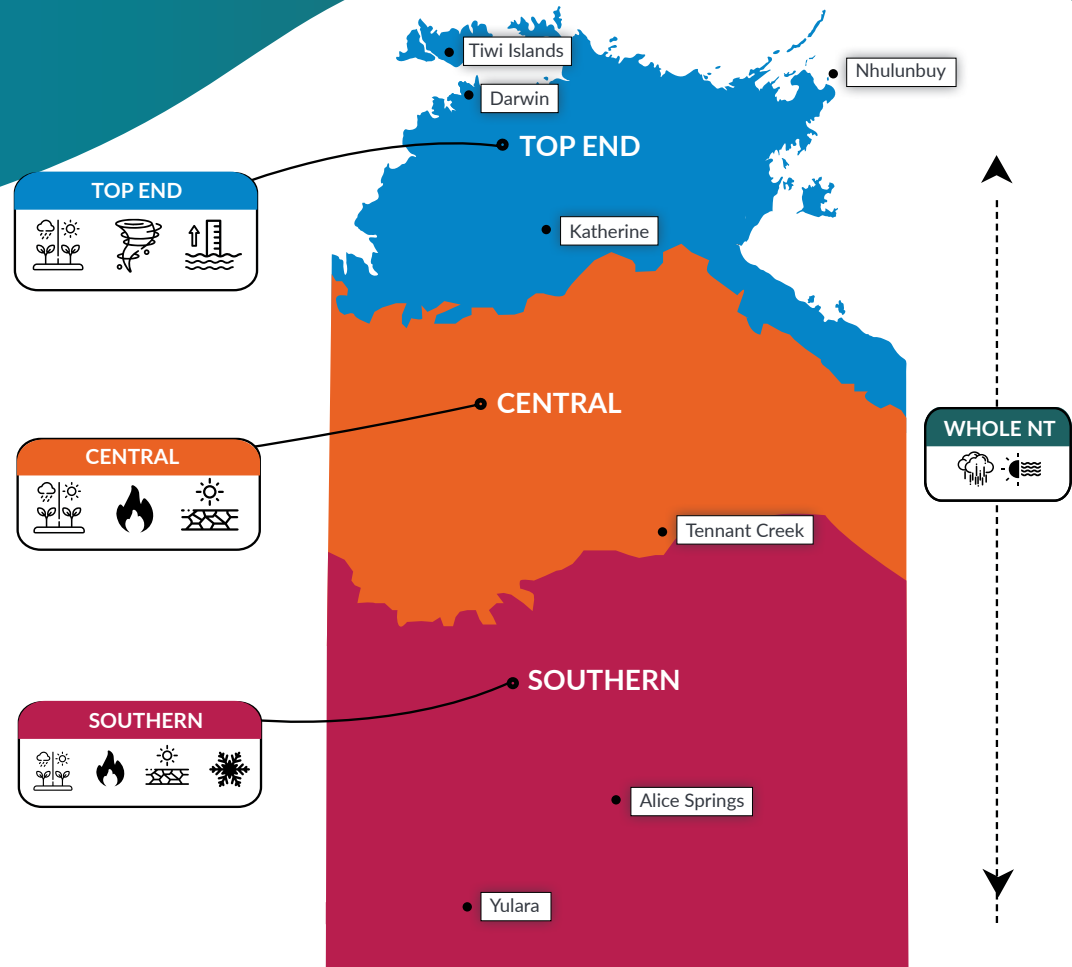 Tiwi Islands
Nhulunbuy
Darwin
TOP END
TOP END
Katherine
CENTRAL
WHOLE NT
CENTRAL
Tennant Creek
SOUTHERN
SOUTHERN
Alice Springs
Yulara